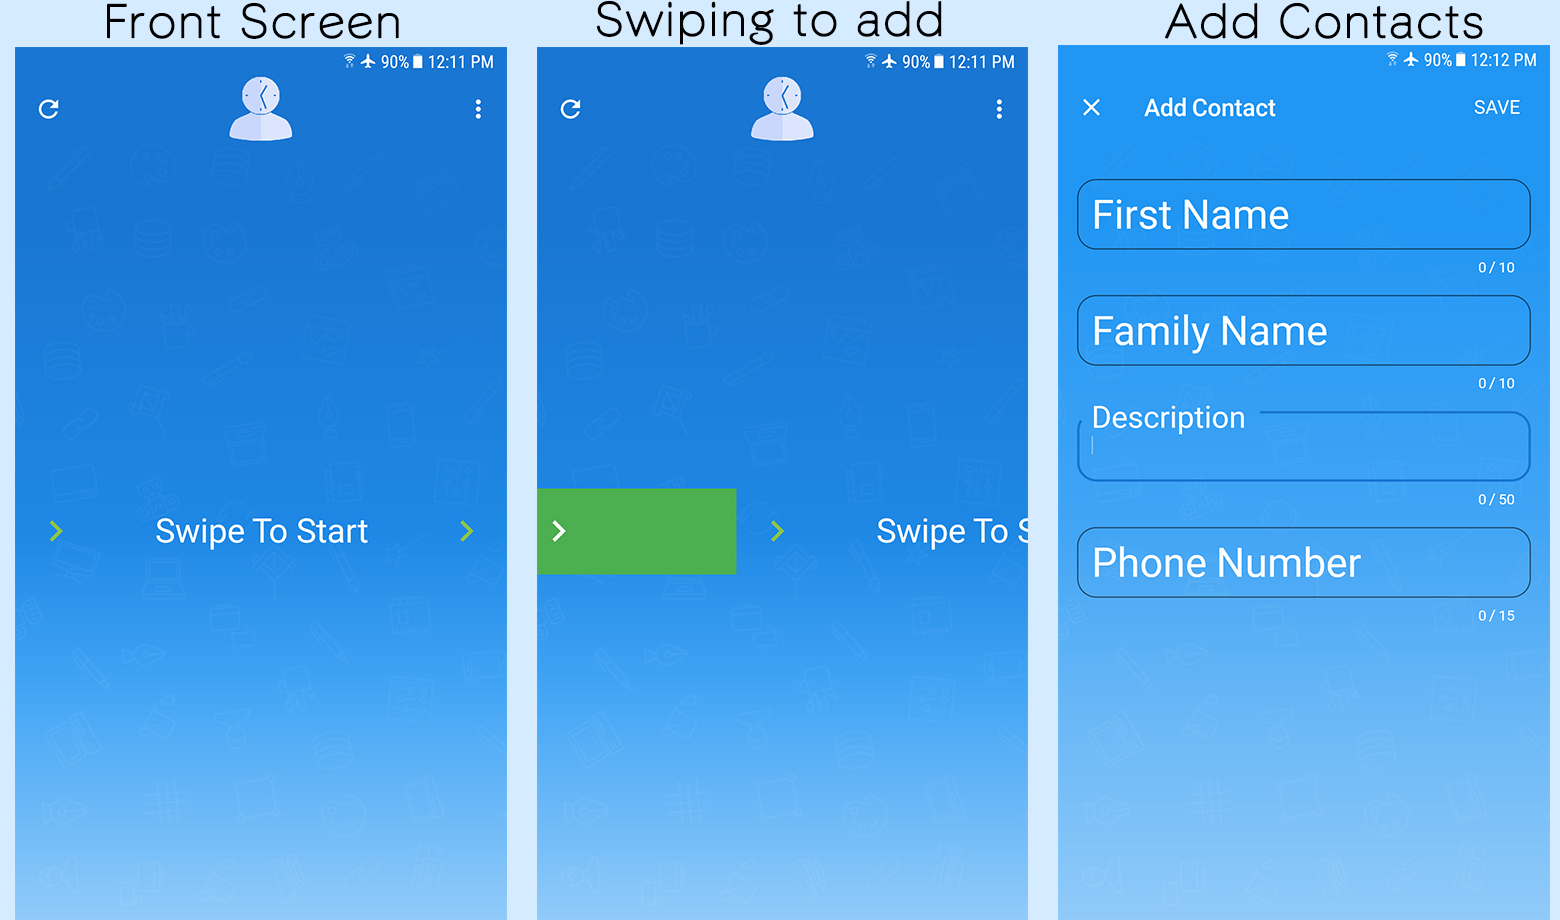 Front Screen
90% 12:11 PM
Swipe To Start
Swiping to add
90% 12:11 PM
Swipe To S
Add Contacts
90% 12:12 PM
Add Contact SAVE
First Name
0 / 10
Family Name
0 / 10
Description
0 / 50
Phone Number
0 / 15